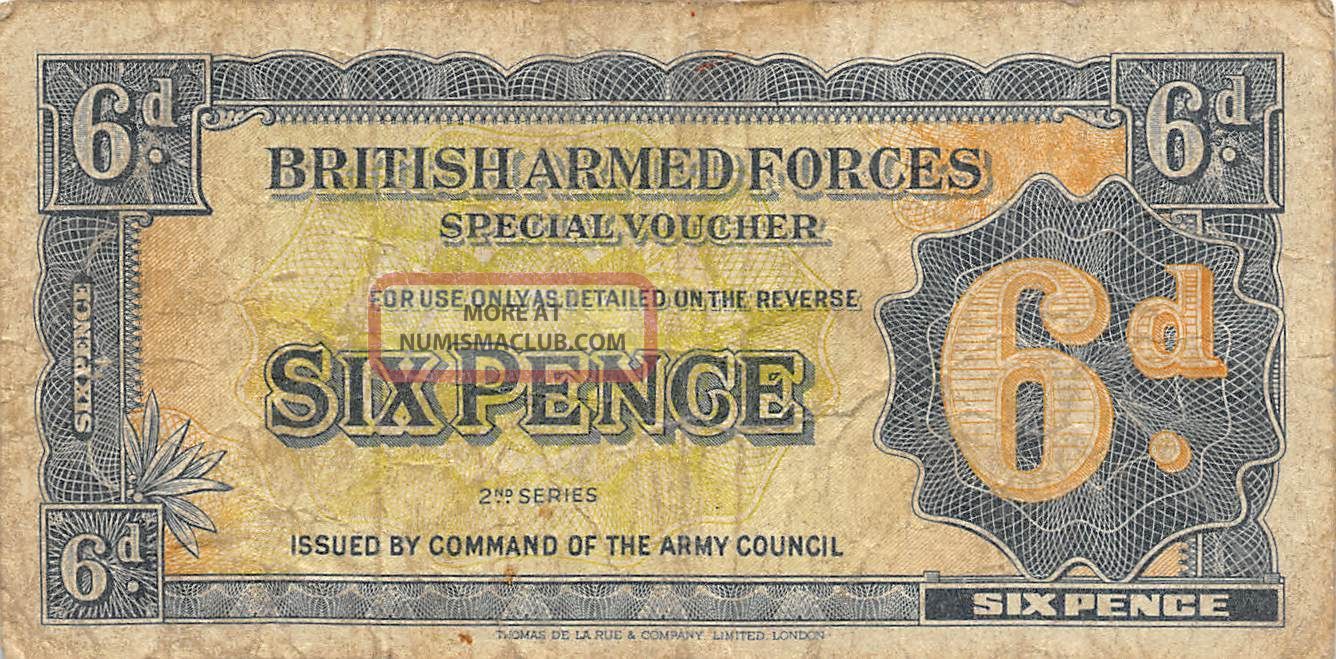 6d.
6d.
BRITISH ARMED FORCES
SPECIAL VOUCHER
FOR USE ONLY AS DETAILED ON THE REVERSE
MORE AT
NUMISMACLUB.COM
SIXPENCE
6d.
SIXPENCE
2ND SERIES
ISSUED BY COMMAND OF THE ARMY COUNCIL
6d.
SIXPENCE
THOMAS DE LA RUE & COMPANY LIMITED. LONDON